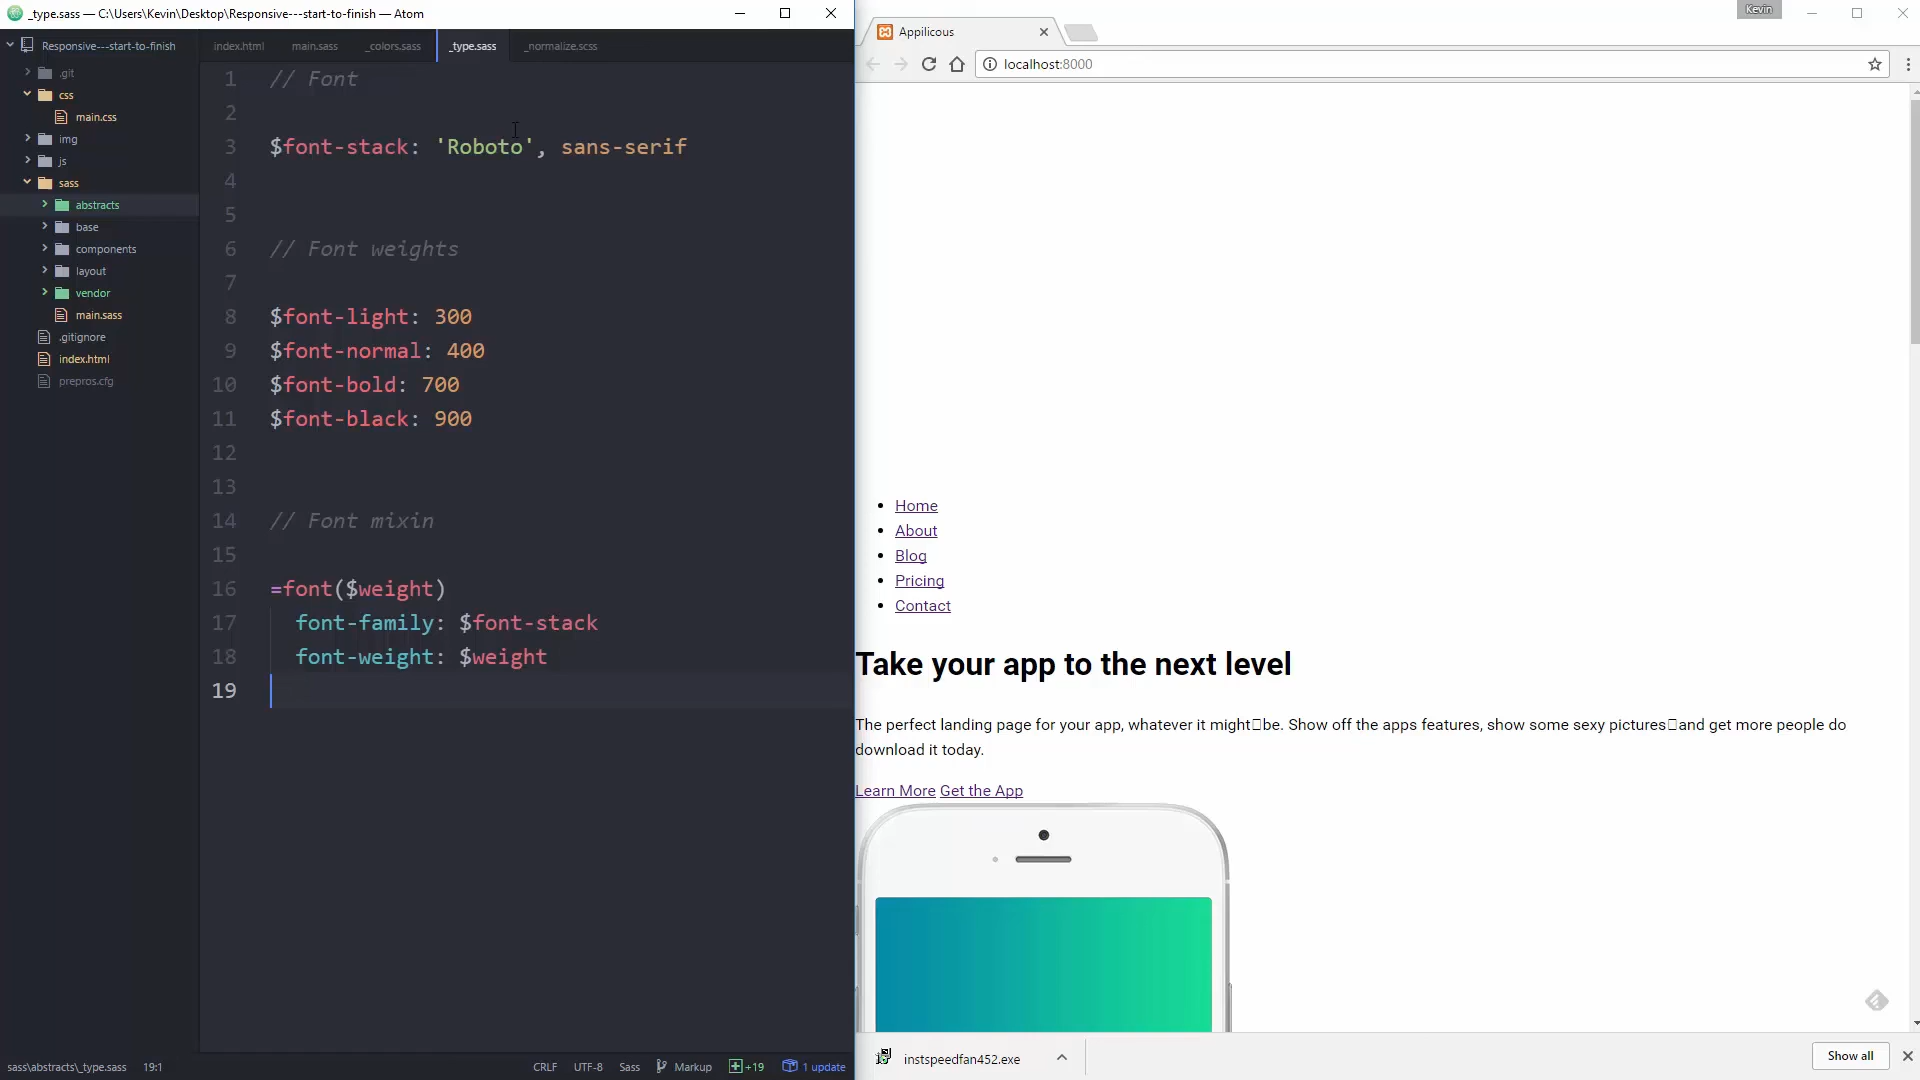 _type.sass — C:\Users\Kevin\Desktop\Responsive---start-to-finish — Atom
Responsive---start-to-finish
.git
css
main.css
img
js
sass
abstracts
base
components
layout
vendor
main.sass
.gitignore
index.html
prepros.cfg
index.html
main.sass
_colors.sass
_type.sass
_normalize.scss
1 // Font
2
3 $font-stack: 'Roboto', sans-serif
4
5
6 // Font weights
7
8 $font-light: 300
9 $font-normal: 400
10 $font-bold: 700
11 $font-black: 900
12
13
14 // Font mixin
15
16 =font($weight)
17 font-family: $font-stack
18 font-weight: $weight
19
sass\abstracts\_type.sass 19:1
CRLF UTF-8 Sass Markup +19 1 update
Kevin
Appilicous
localhost:8000
Home
About
Blog
Pricing
Contact
Take your app to the next level
The perfect landing page for your app, whatever it might□be. Show off the apps features, show some sexy pictures□and get more people do
download it today.
Learn More Get the App
instspeedfan452.exe
Show all